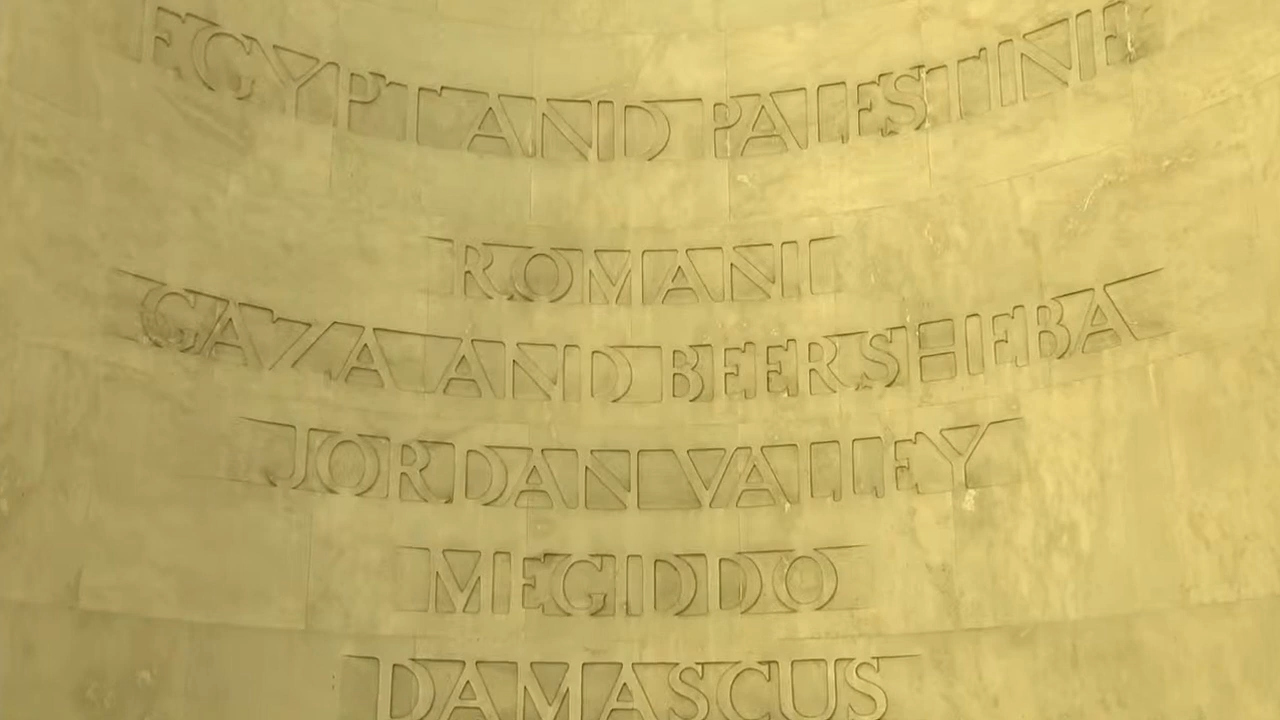 EGYPT AND PALESTINE
ROMANI
GAZA AND BEERSHEBA
JORDAN VALLEY
MEGIDDO
DAMASCUS